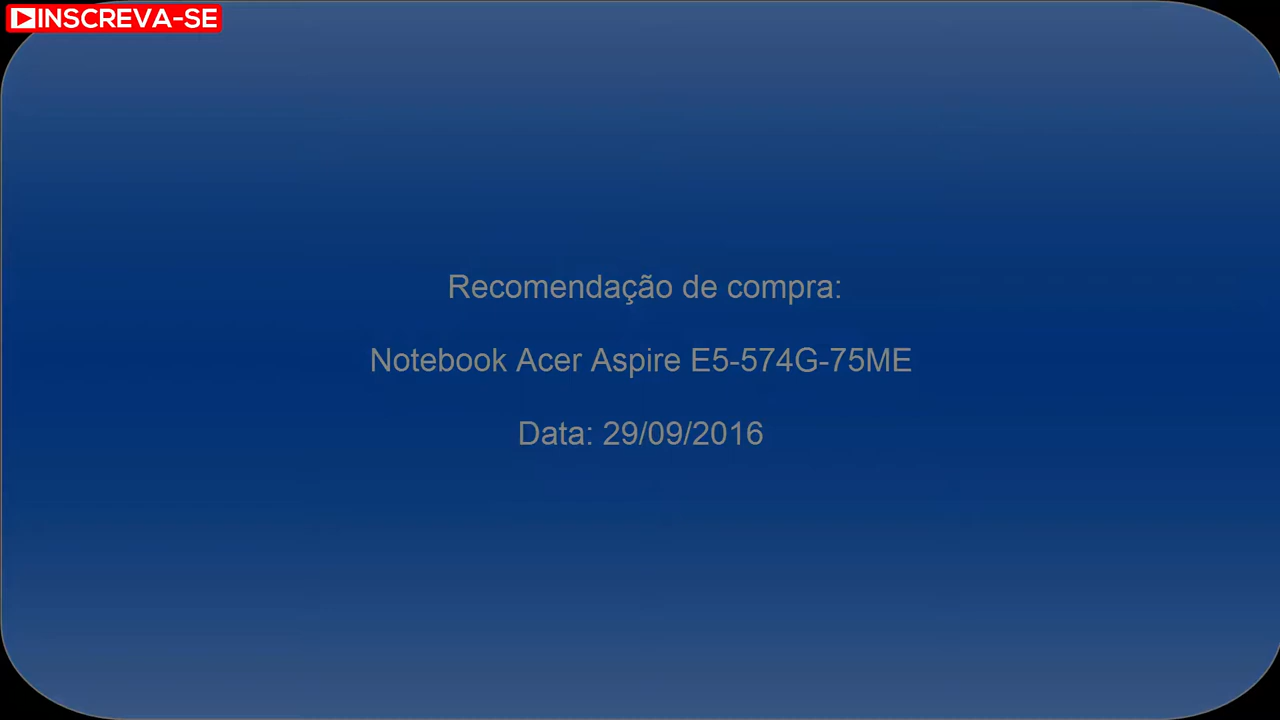 INSCREVA-SE
Recomendação de compra:
Notebook Acer Aspire E5-574G-75ME
Data: 29/09/2016